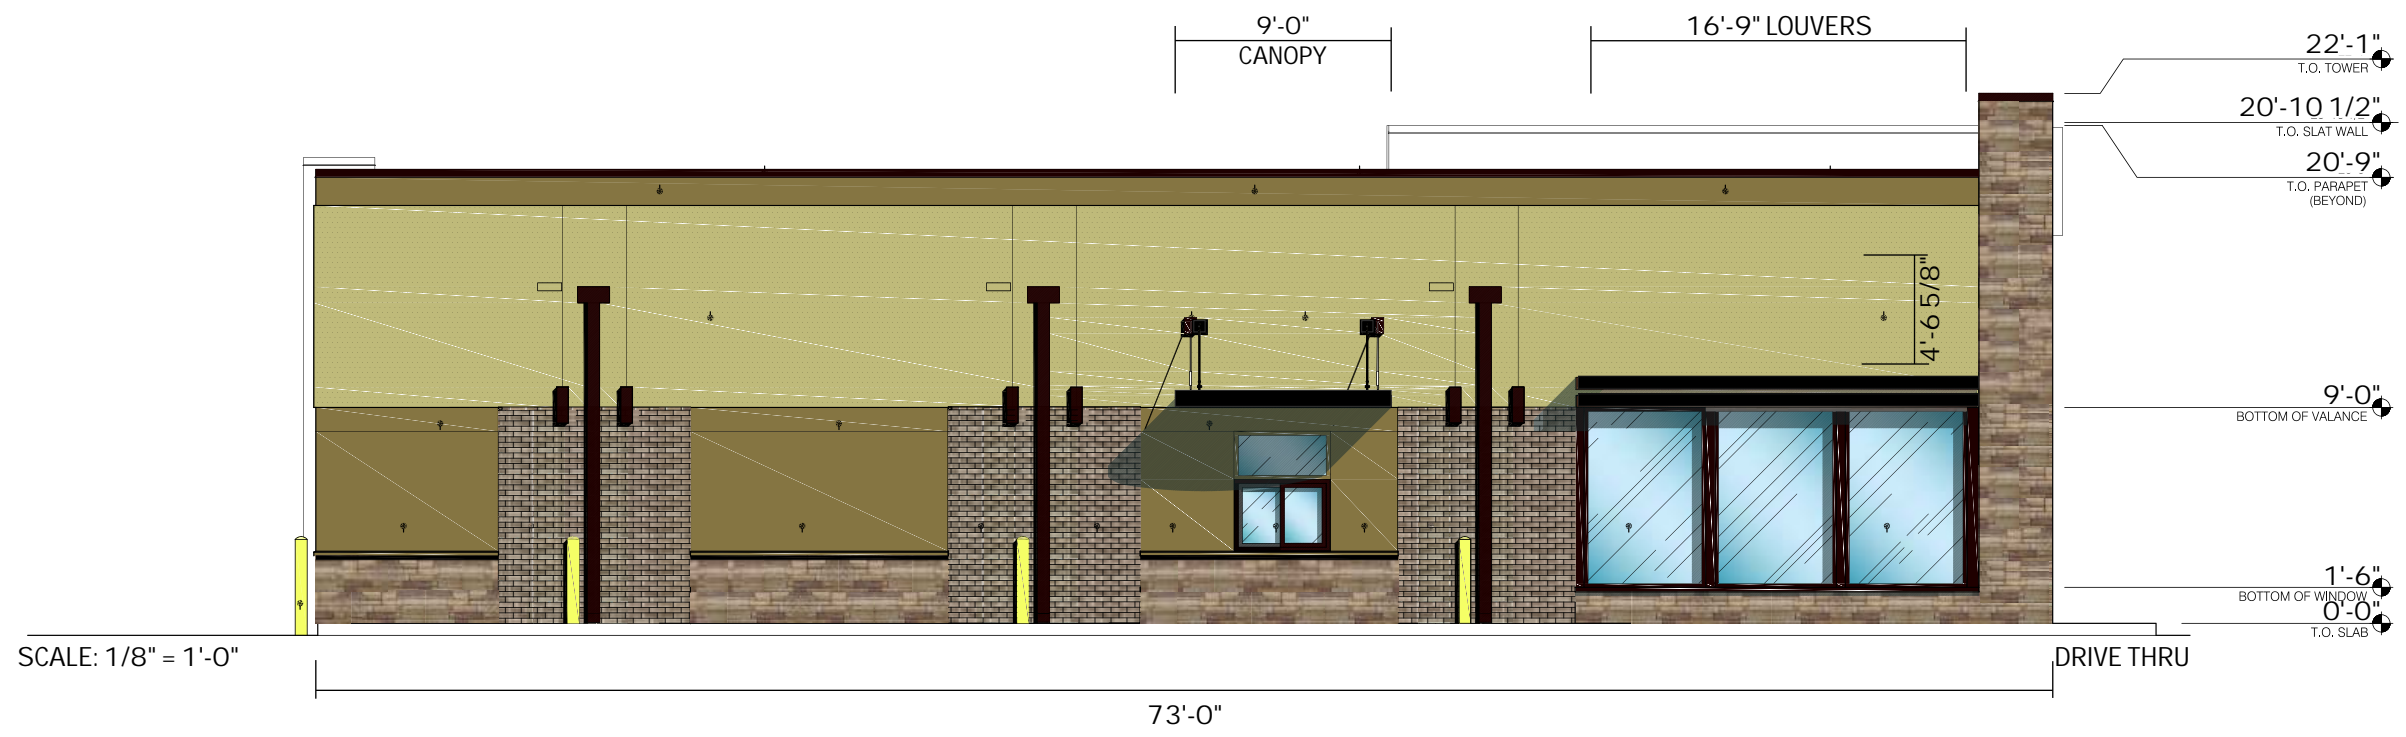 9'-0"
CANOPY
16'-9" LOUVERS
22'-1"
T.O. TOWER
20'-10 1/2"
T.O. SLAT WALL
20'-9"
T.O. PARAPET
(BEYOND)
4'-6 5/8"
9'-0"
BOTTOM OF VALANCE
1'-6"
BOTTOM OF WINDOW
0'-0"
T.O. SLAB
SCALE: 1/8" = 1'-0"
DRIVE THRU
73'-0"